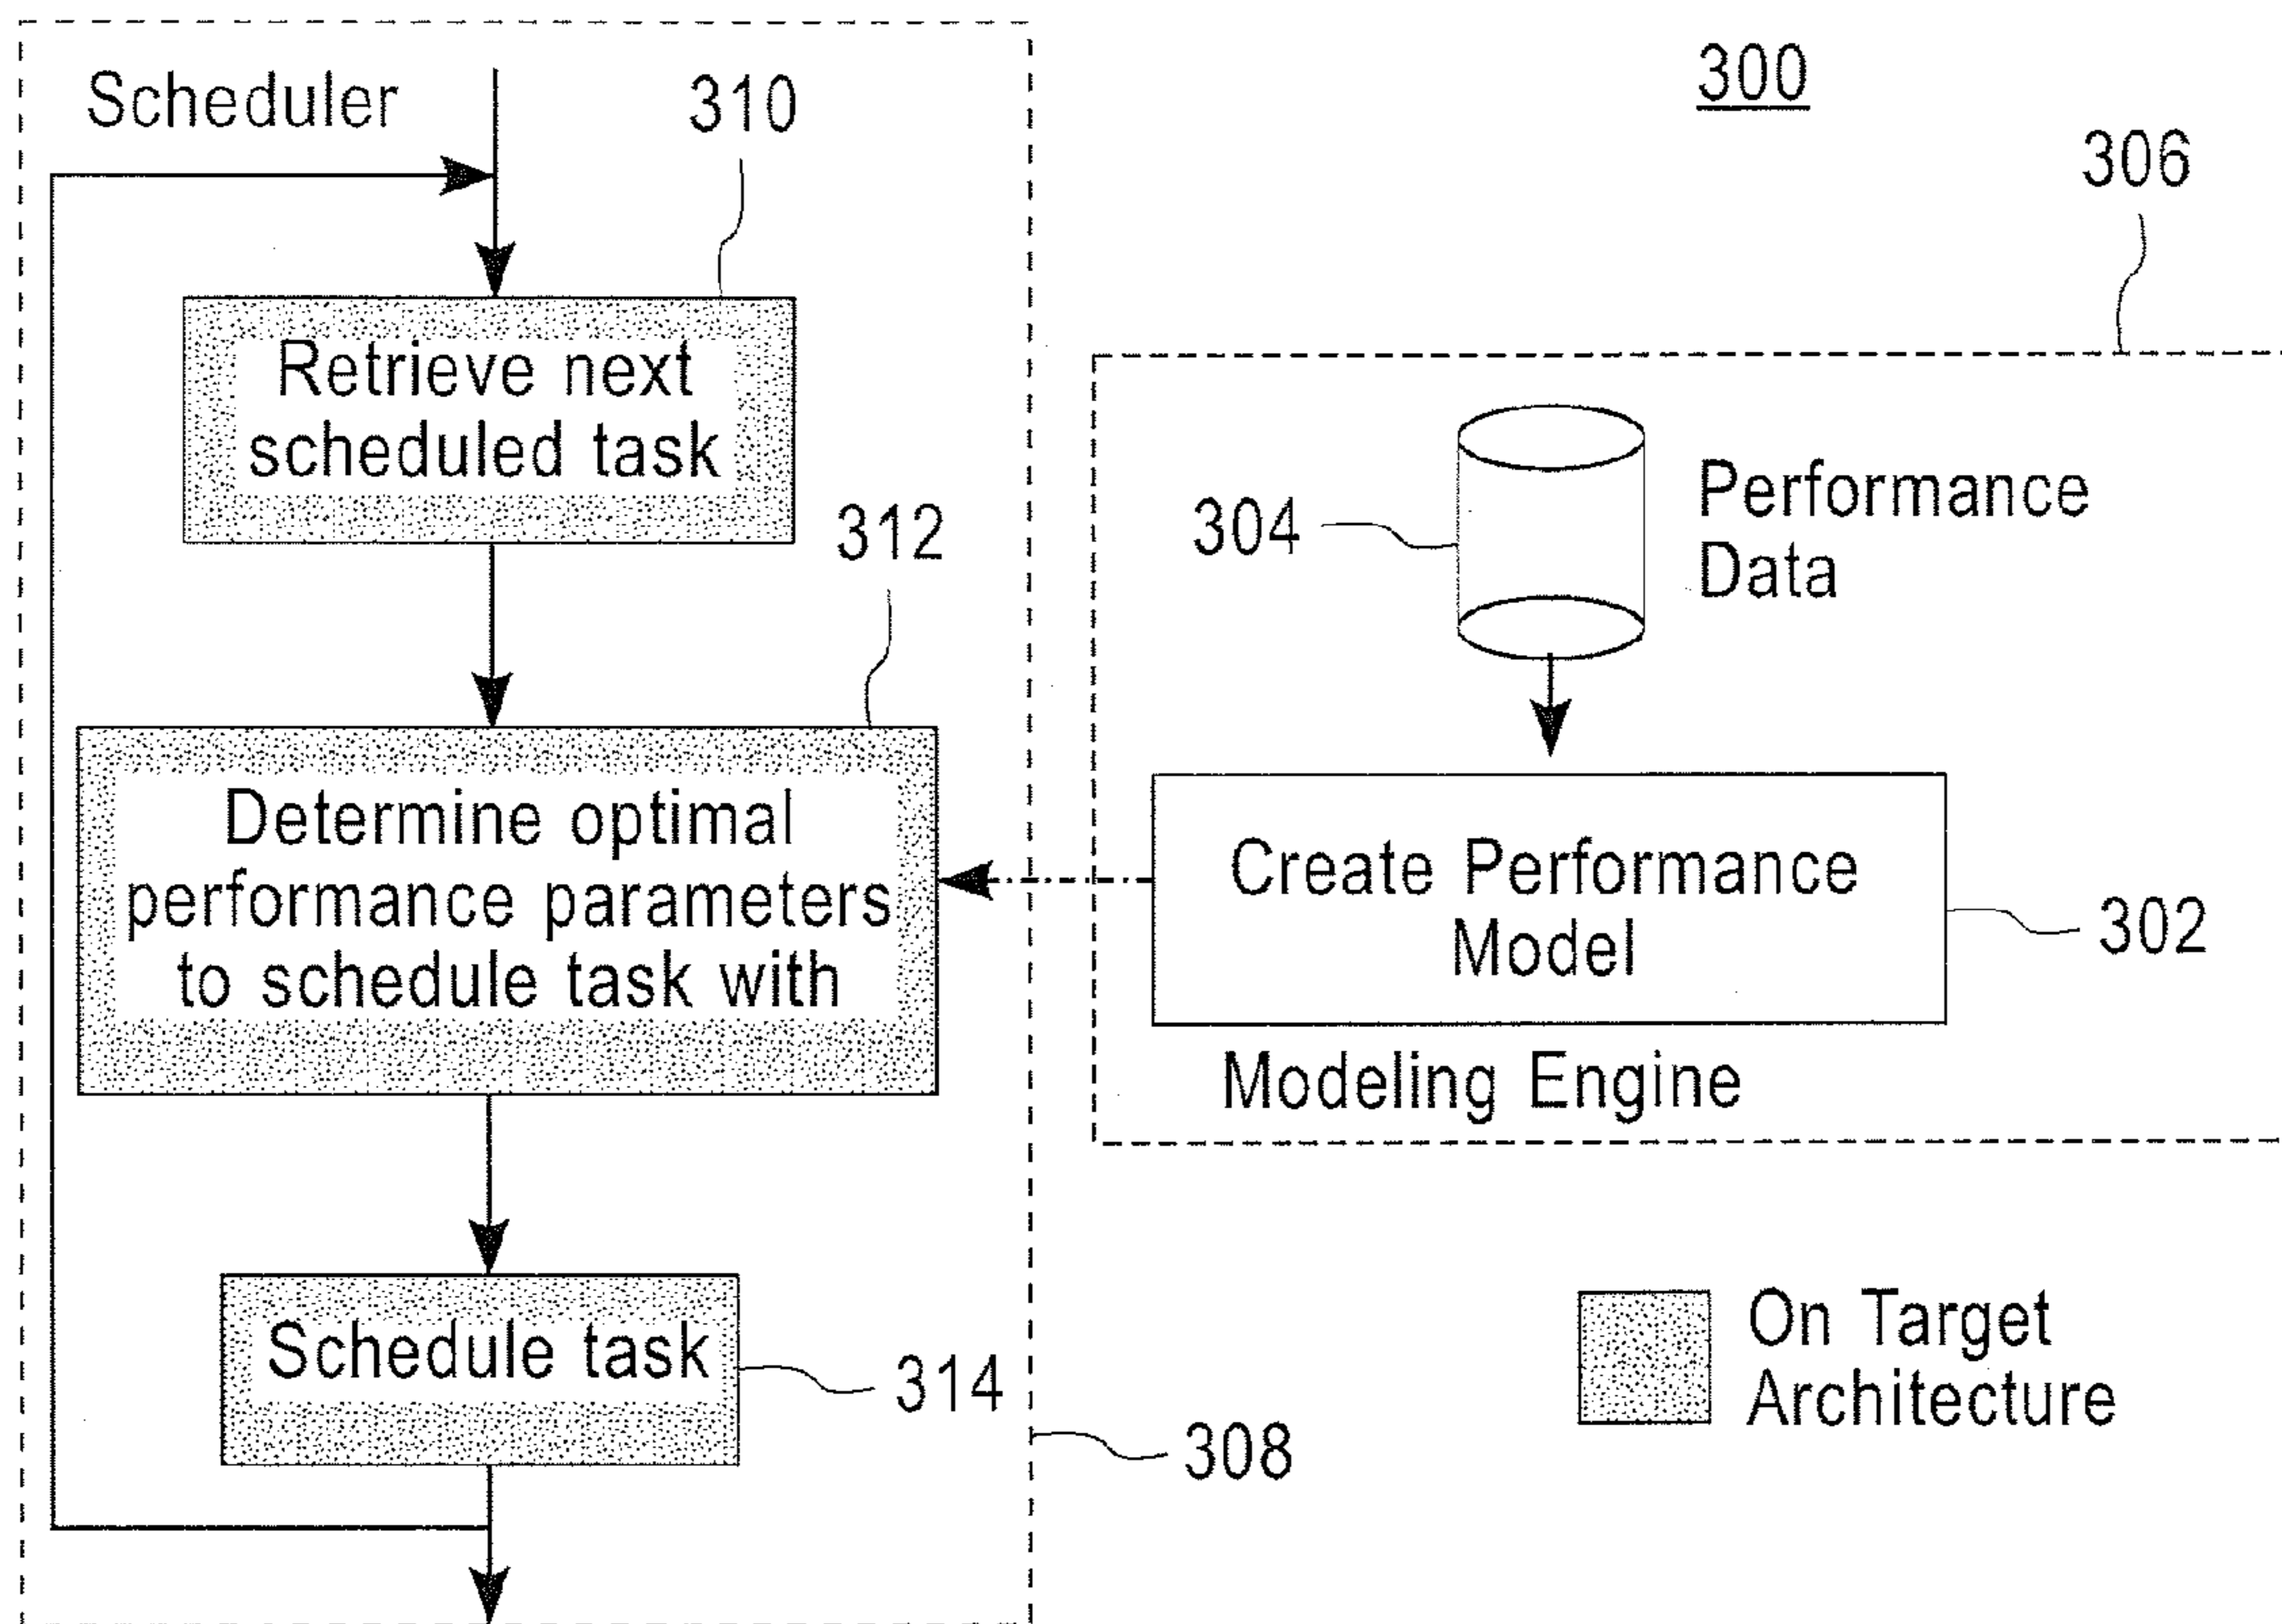 Scheduler
310
300
306
Retrieve next
scheduled task
312
304
Performance
Data
Determine optimal
performance parameters
to schedule task with
Create Performance
Model
302
Modeling Engine
Schedule task
314
308
On Target
Architecture